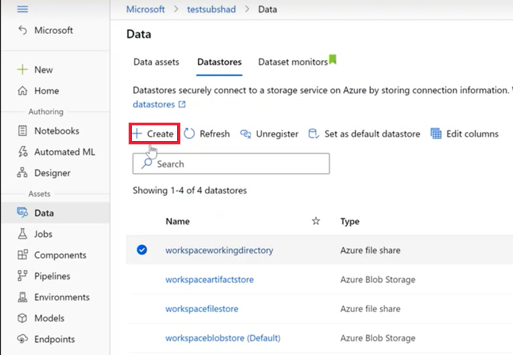 Microsoft > testsubshad > Data
Microsoft
New
Home
Authoring
Notebooks
Automated ML
Designer
Assets
Data
Jobs
Components
Pipelines
Environments
Models
Endpoints
Data
Data assets Datastores Dataset monitors
Datastores securely connect to a storage service on Azure by storing connection information.
datastores
Create Refresh Unregister Set as default datastore Edit columns
Search
Showing 1-4 of 4 datastores
Name Type
workspaceworkingdirectory Azure file share
workspaceartifactstore Azure Blob Storage
workspacefilestore Azure file share
workspaceblobstore (Default) Azure Blob Storage